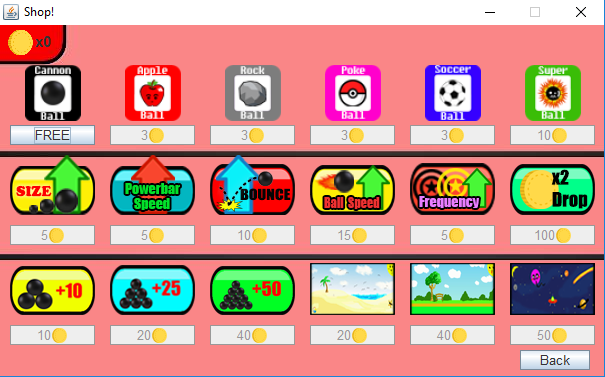 Shop!
x0
Cannon Ball
Apple Ball
Rock Ball
Poke Ball
Soccer Ball
Super Ball
FREE
3
3
3
3
10
SIZE
Powerbar Speed
BOUNCE
Ball Speed
Frequency
x2 Drop
5
5
10
15
5
100
+10
+25
+50
10
20
40
20
40
50
Back